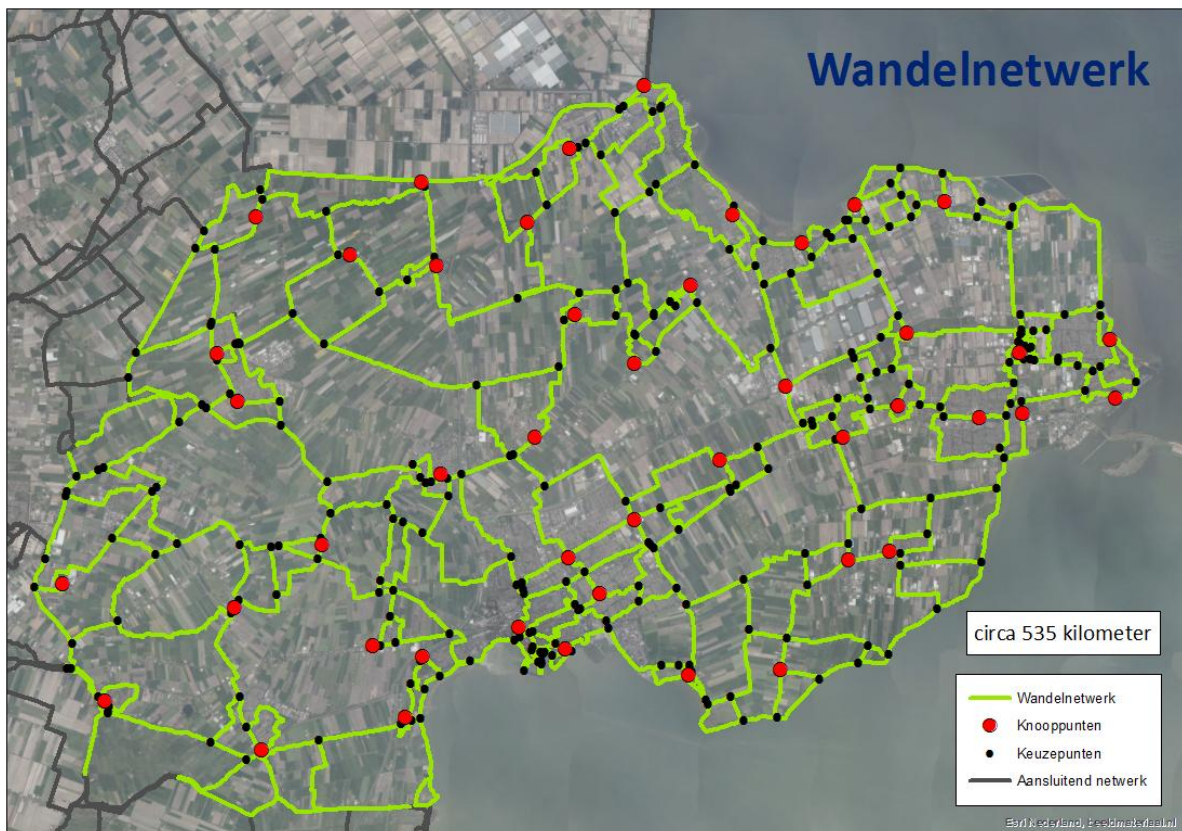 Wandelnetwerk
circa 535 kilometer
Wandelnetwerk
Knooppunten
Keuzepunten
Aansluitend netwerk
Esri Nederland, beeldmateriaal.nl